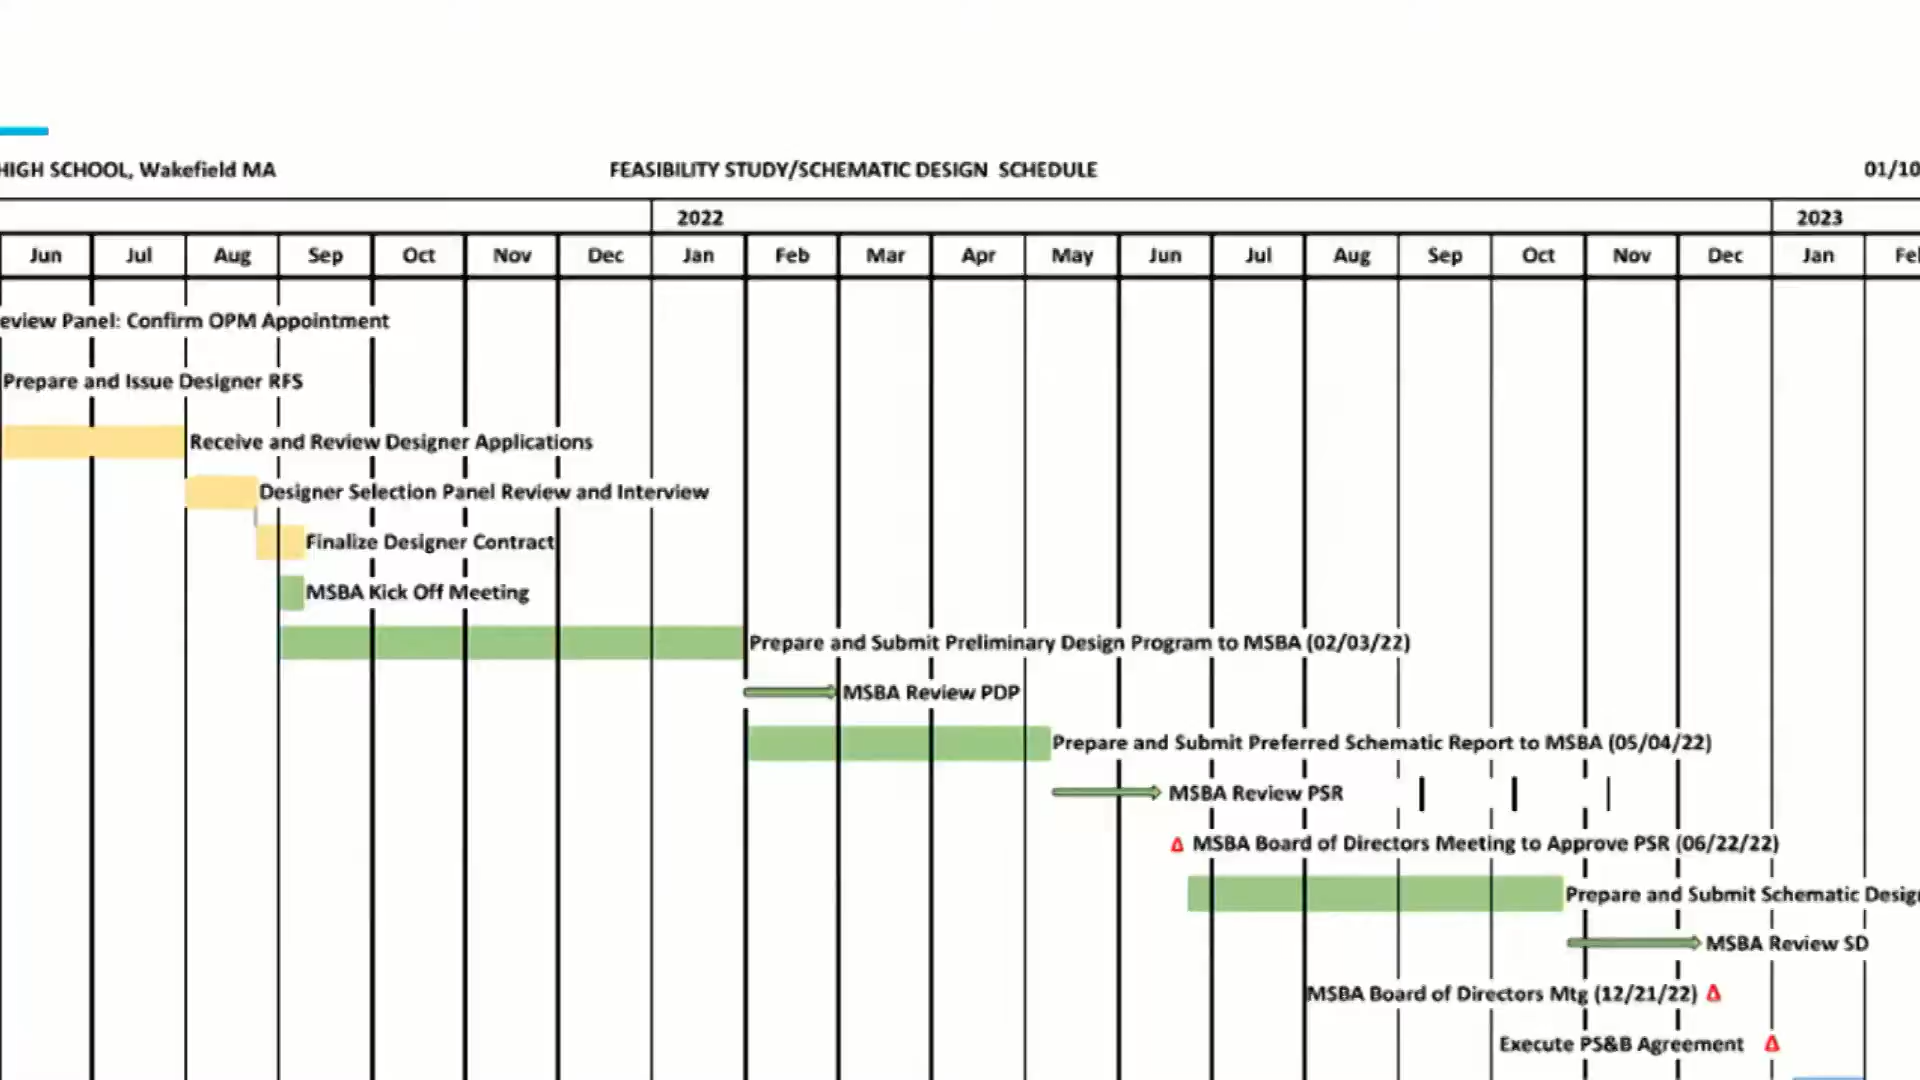 HIGH SCHOOL, Wakefield MA FEASIBILITY STUDY/SCHEMATIC DESIGN SCHEDULE 01/10
2022 2023
Jun Jul Aug Sep Oct Nov Dec Jan Feb Mar Apr May Jun Jul Aug Sep Oct Nov Dec Jan Fe
eview Panel: Confirm OPM Appointment
Prepare and Issue Designer RFS
Receive and Review Designer Applications
Designer Selection Panel Review and Interview
Finalize Designer Contract
MSBA Kick Off Meeting
Prepare and Submit Preliminary Design Program to MSBA (02/03/22)
MSBA Review PDP
Prepare and Submit Preferred Schematic Report to MSBA (05/04/22)
MSBA Review PSR
MSBA Board of Directors Meeting to Approve PSR (06/22/22)
Prepare and Submit Schematic Desig
MSBA Review SD
MSBA Board of Directors Mtg (12/21/22)
Execute PS&B Agreement